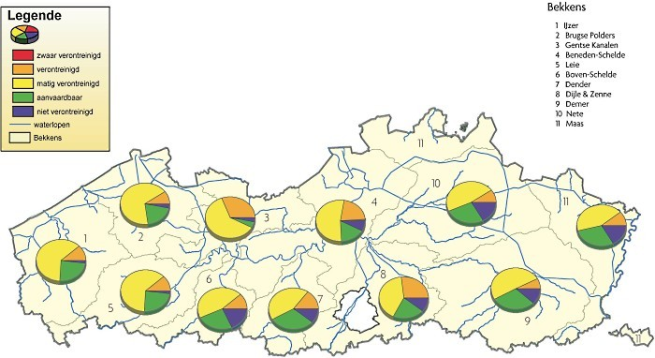 Legende
zwaar verontreinigd
verontreinigd
matig verontreinigd
aanvaardbaar
niet verontreinigd
waterlopen
Bekkens
Bekkens
1 IJzer
2 Brugse Polders
3 Gentse Kanalen
4 Beneden-Schelde
5 Leie
6 Boven-Schelde
7 Dender
8 Dijle & Zenne
9 Demer
10 Nete
11 Maas
11
10
11
4
3
1
2
8
6
7
5
9
11